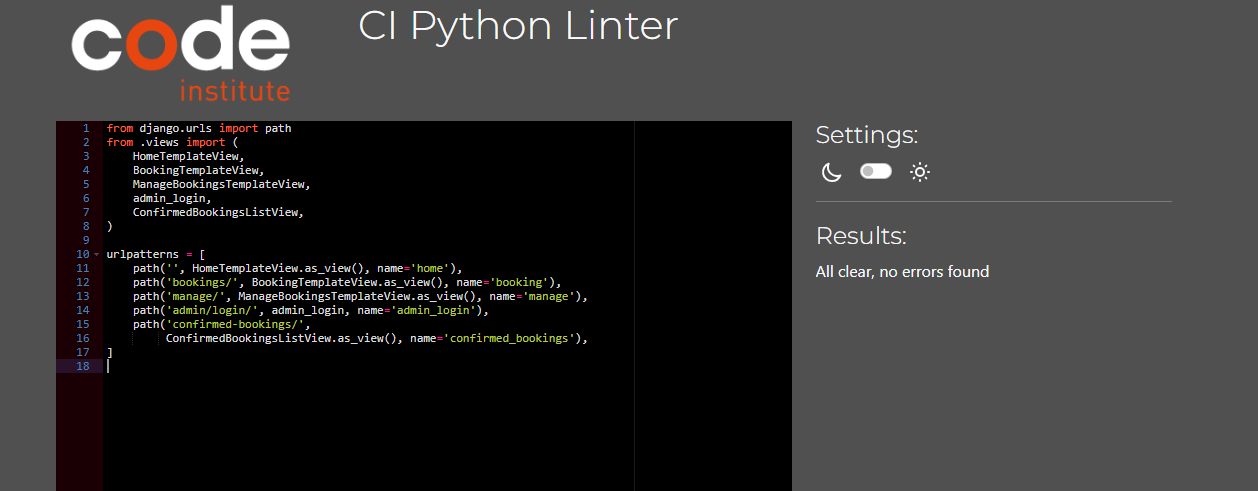 code
institute
CI Python Linter
1 from django.urls import path
2 from .views import (
3     HomeTemplateView,
4     BookingTemplateView,
5     ManageBookingsTemplateView,
6     admin_login,
7     ConfirmedBookingsListView,
8 )
9
10 urlpatterns = [
11     path('', HomeTemplateView.as_view(), name='home'),
12     path('bookings/', BookingTemplateView.as_view(), name='booking'),
13     path('manage/', ManageBookingsTemplateView.as_view(), name='manage'),
14     path('admin/login/', admin_login, name='admin_login'),
15     path('confirmed-bookings/',
16          ConfirmedBookingsListView.as_view(), name='confirmed_bookings'),
17 ]
18
Settings:
Results:
All clear, no errors found